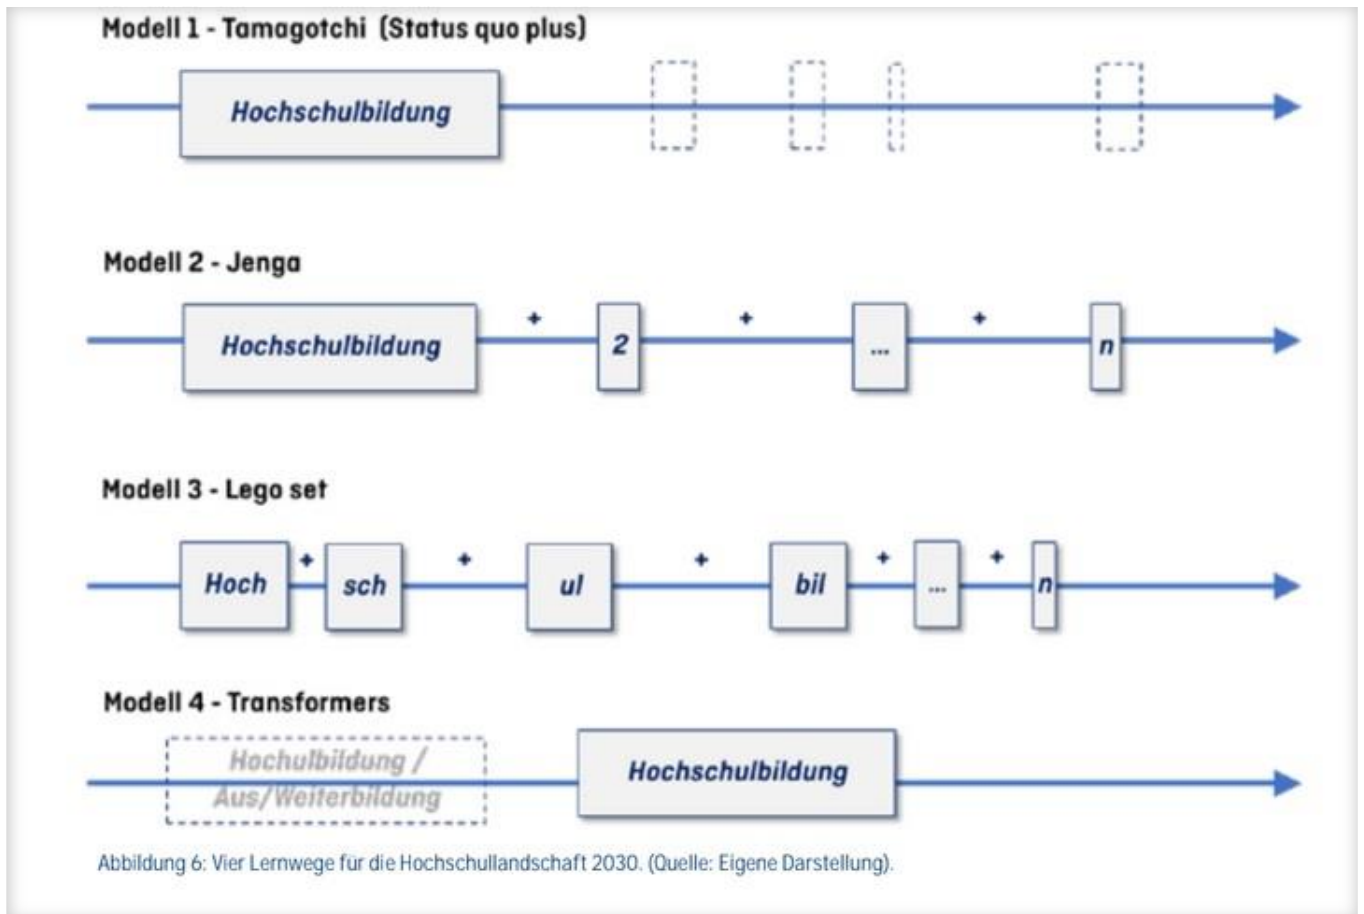 Modell 1 - Tamagotchi (Status quo plus)
Hochschulbildung
Modell 2 - Jenga
Hochschulbildung + 2 + ... + n
Modell 3 - Lego set
Hoch + sch + ul + bil + ... + n
Modell 4 - Transformers
Hochulbildung /
Aus/Weiterbildung
Hochschulbildung
Abbildung 6: Vier Lernwege für die Hochschullandschaft 2030. (Quelle: Eigene Darstellung).